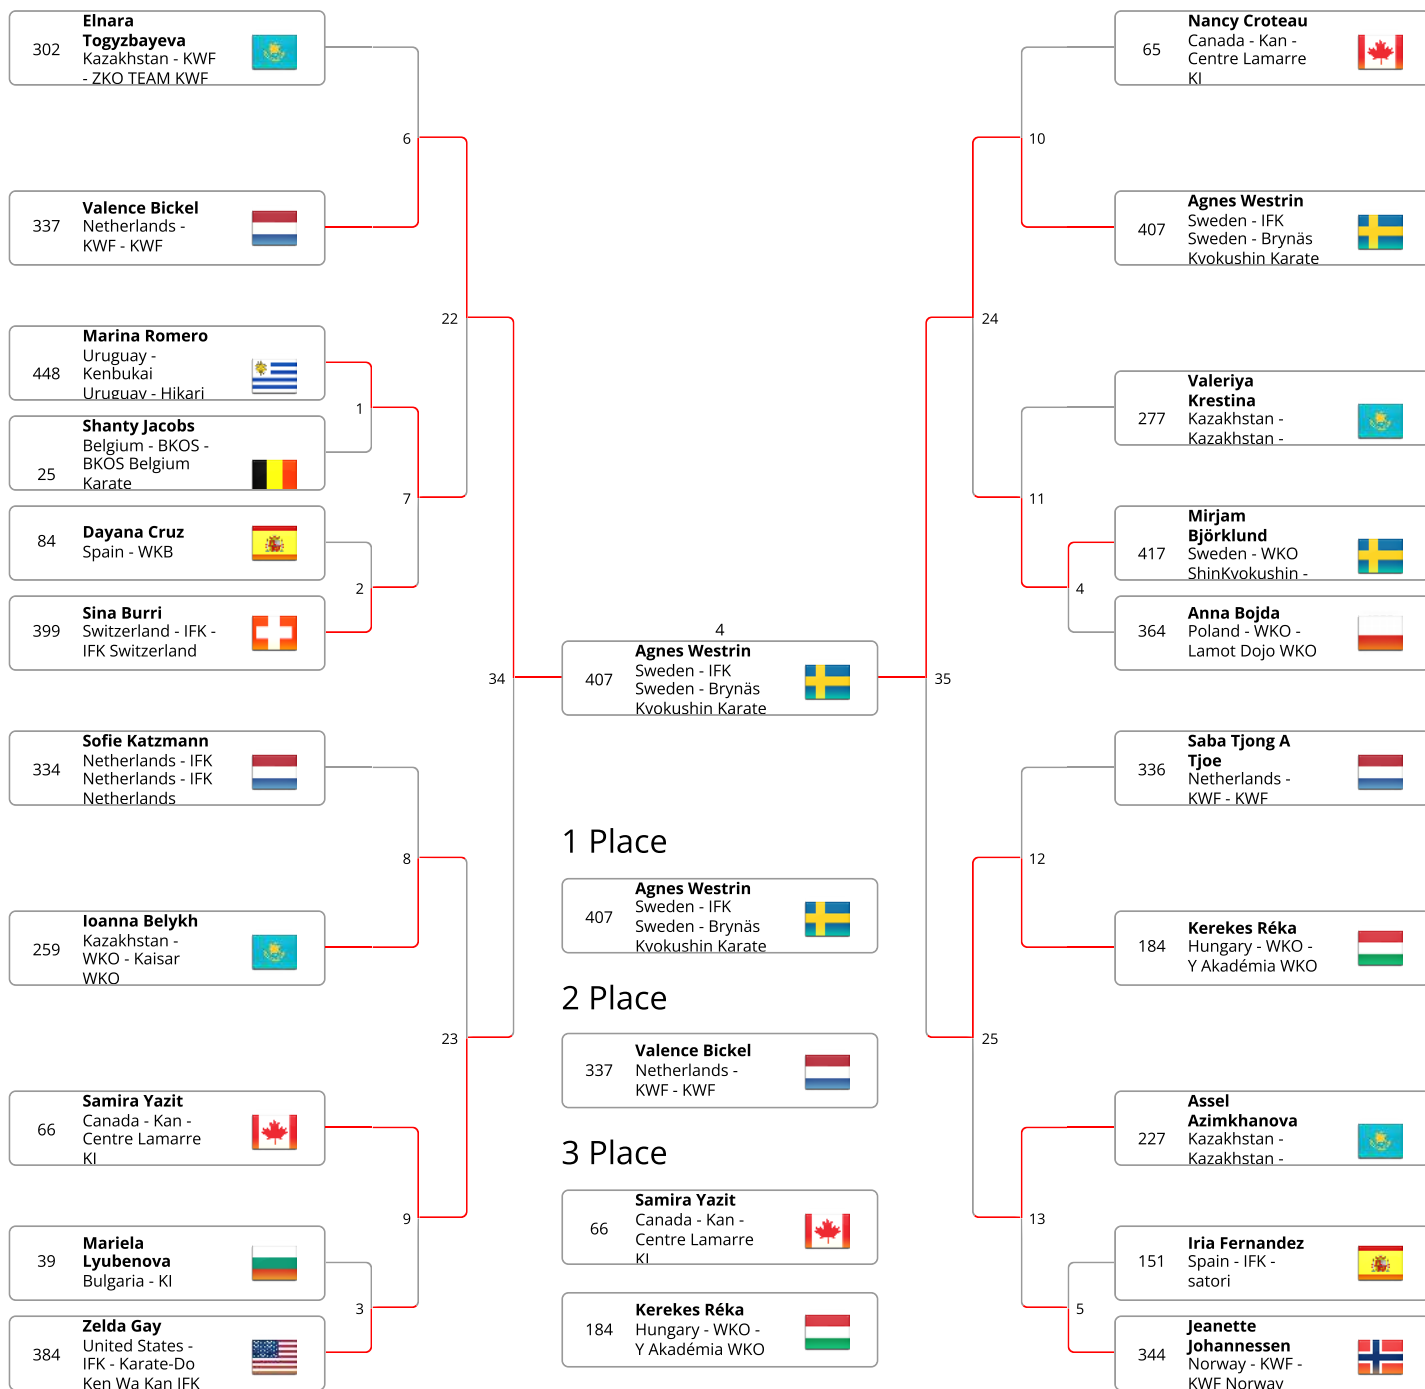 302
Elnara
Togyzbayeva
Kazakhstan - KWF
- ZKO TEAM KWF
337
Valence Bickel
Netherlands -
KWF - KWF
448
Marina Romero
Uruguay -
Kenbukai
Uruguay - Hikari
25
Shanty Jacobs
Belgium - BKOS -
BKOS Belgium
Karate
84
Dayana Cruz
Spain - WKB
399
Sina Burri
Switzerland - IFK -
IFK Switzerland
334
Sofie Katzmann
Netherlands - IFK
Netherlands - IFK
Netherlands
259
Ioanna Belykh
Kazakhstan -
WKO - Kaisar
WKO
66
Samira Yazit
Canada - Kan -
Centre Lamarre
KI
39
Mariela
Lyubenova
Bulgaria - KI
384
Zelda Gay
United States -
IFK - Karate-Do
Ken Wa Kan IFK
6
22
1
7
2
34
8
23
9
3
4
407
Agnes Westrin
Sweden - IFK
Sweden - Brynäs
Kyokushin Karate
1 Place
407
Agnes Westrin
Sweden - IFK
Sweden - Brynäs
Kyokushin Karate
2 Place
337
Valence Bickel
Netherlands -
KWF - KWF
3 Place
66
Samira Yazit
Canada - Kan -
Centre Lamarre
KI
184
Kerekes Réka
Hungary - WKO -
Y Akadémia WKO
10
24
11
4
35
12
25
13
5
65
Nancy Croteau
Canada - Kan -
Centre Lamarre
KI
407
Agnes Westrin
Sweden - IFK
Sweden - Brynäs
Kyokushin Karate
277
Valeriya
Krestina
Kazakhstan -
Kazakhstan -
417
Mirjam
Björklund
Sweden - WKO
ShinKyokushin -
364
Anna Bojda
Poland - WKO -
Lamot Dojo WKO
336
Saba Tjong A
Tjoe
Netherlands -
KWF - KWF
184
Kerekes Réka
Hungary - WKO -
Y Akadémia WKO
227
Assel
Azimkhanova
Kazakhstan -
Kazakhstan -
151
Iria Fernandez
Spain - IFK -
satori
344
Jeanette
Johannessen
Norway - KWF -
KWF Norway